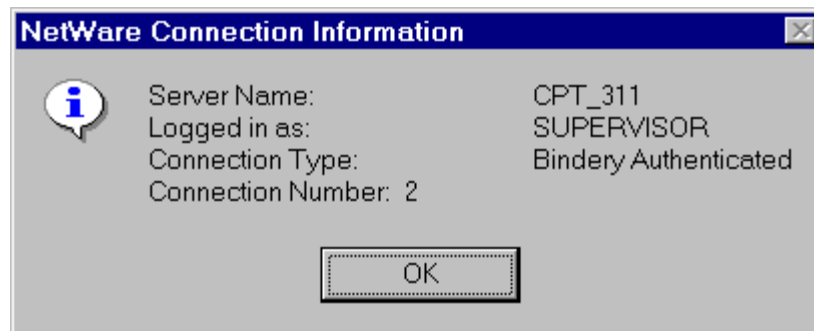 NetWare Connection Information
Server Name: CPT_311
Logged in as: SUPERVISOR
Connection Type: Bindery Authenticated
Connection Number: 2
OK